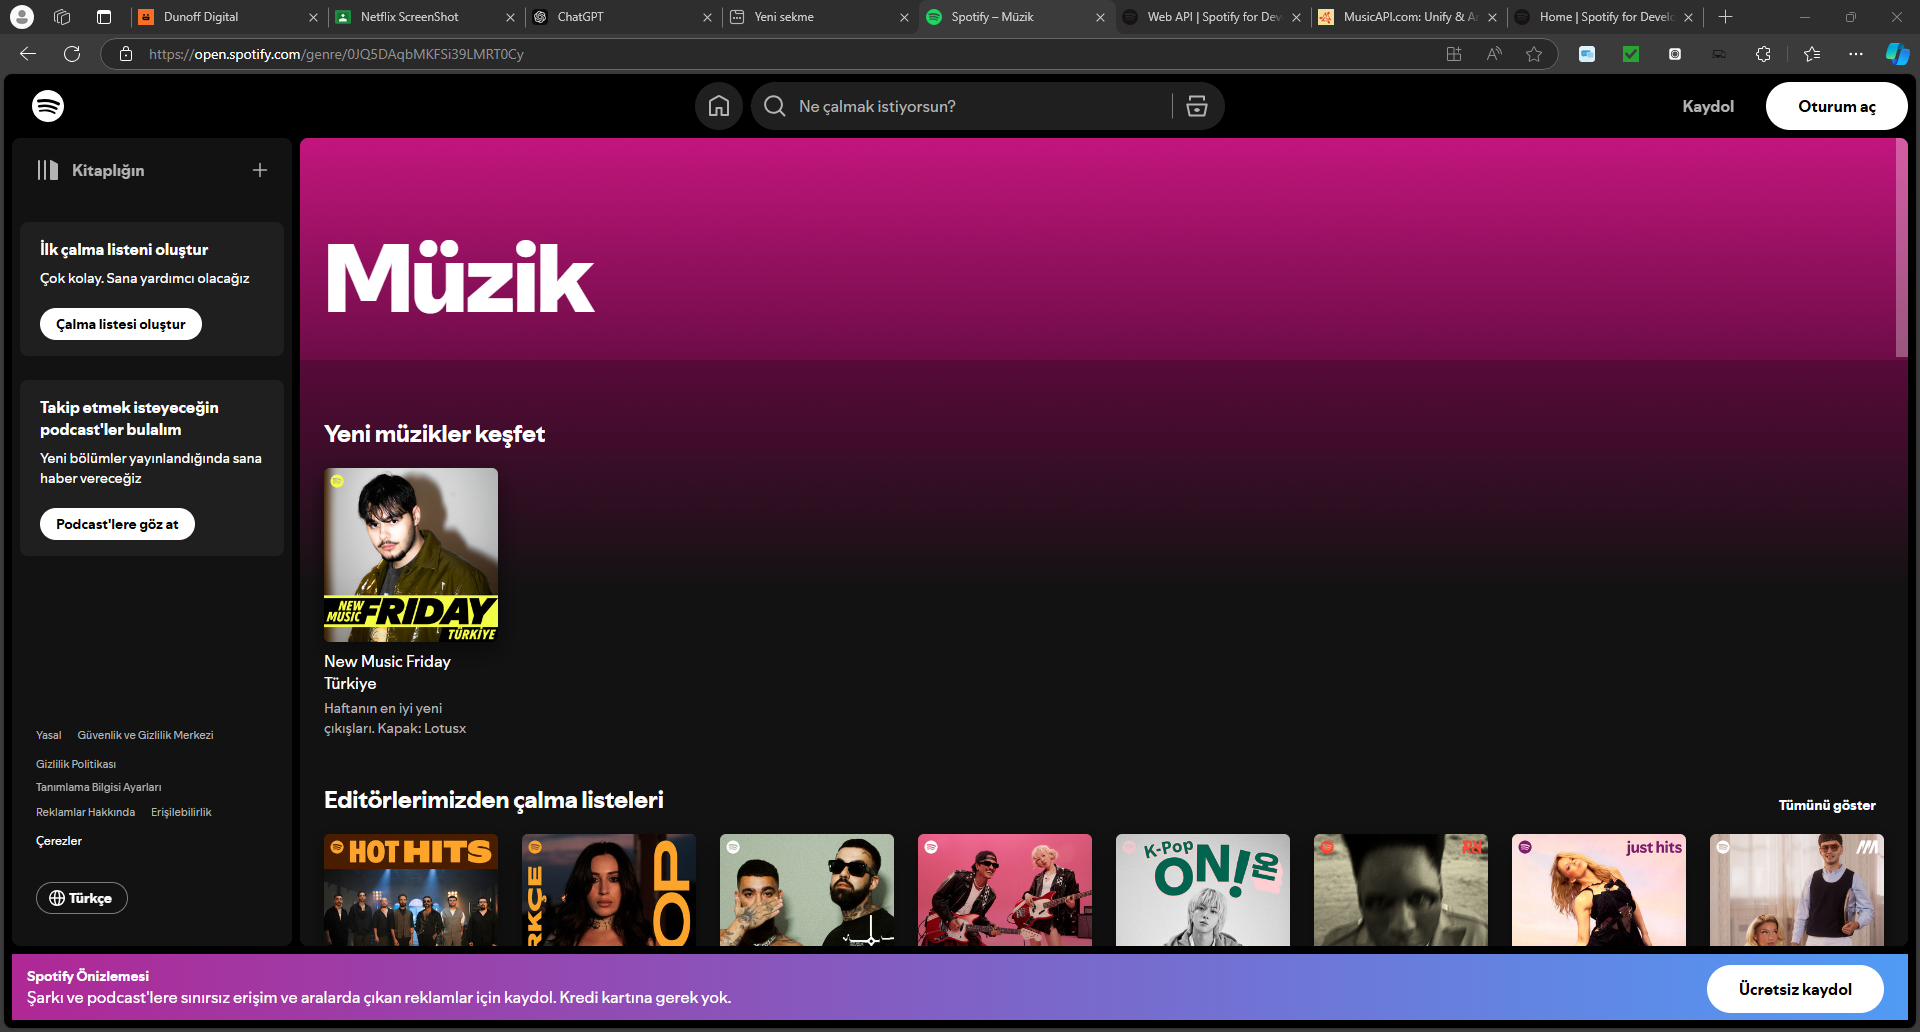 Dunoff Digital
Netflix ScreenShot
ChatGPT
Yeni sekme
Spotify – Müzik
Web API | Spotify for Dev
MusicAPI.com: Unify & A
Home | Spotify for Develo
https://open.spotify.com/genre/0JQ5DAqbMKFSi39LMRT0Cy
Ne çalmak istiyorsun?
Kaydol
Oturum aç
Kitaplığın
İlk çalma listeni oluştur
Çok kolay. Sana yardımcı olacağız
Çalma listesi oluştur
Takip etmek isteyeceğin
podcast'ler bulalım
Yeni bölümler yayınlandığında sana
haber vereceğiz
Podcast'lere göz at
Yasal
Güvenlik ve Gizlilik Merkezi
Gizlilik Politikası
Tanımlama Bilgisi Ayarları
Reklamlar Hakkında
Erişilebilirlik
Çerezler
Türkçe
Müzik
Yeni müzikler keşfet
NEW
MUSIC
FRIDAY
TÜRKİYE
New Music Friday
Türkiye
Haftanın en iyi yeni
çıkışları. Kapak: Lotusx
Editörlerimizden çalma listeleri
Tümünü göster
HOT HITS
RKÇE
OP
K-Pop
ON!
온
just hits
Spotify Önizlemesi
Şarkı ve podcast'lere sınırsız erişim ve aralarda çıkan reklamlar için kaydol. Kredi kartına gerek yok.
Ücretsiz kaydol